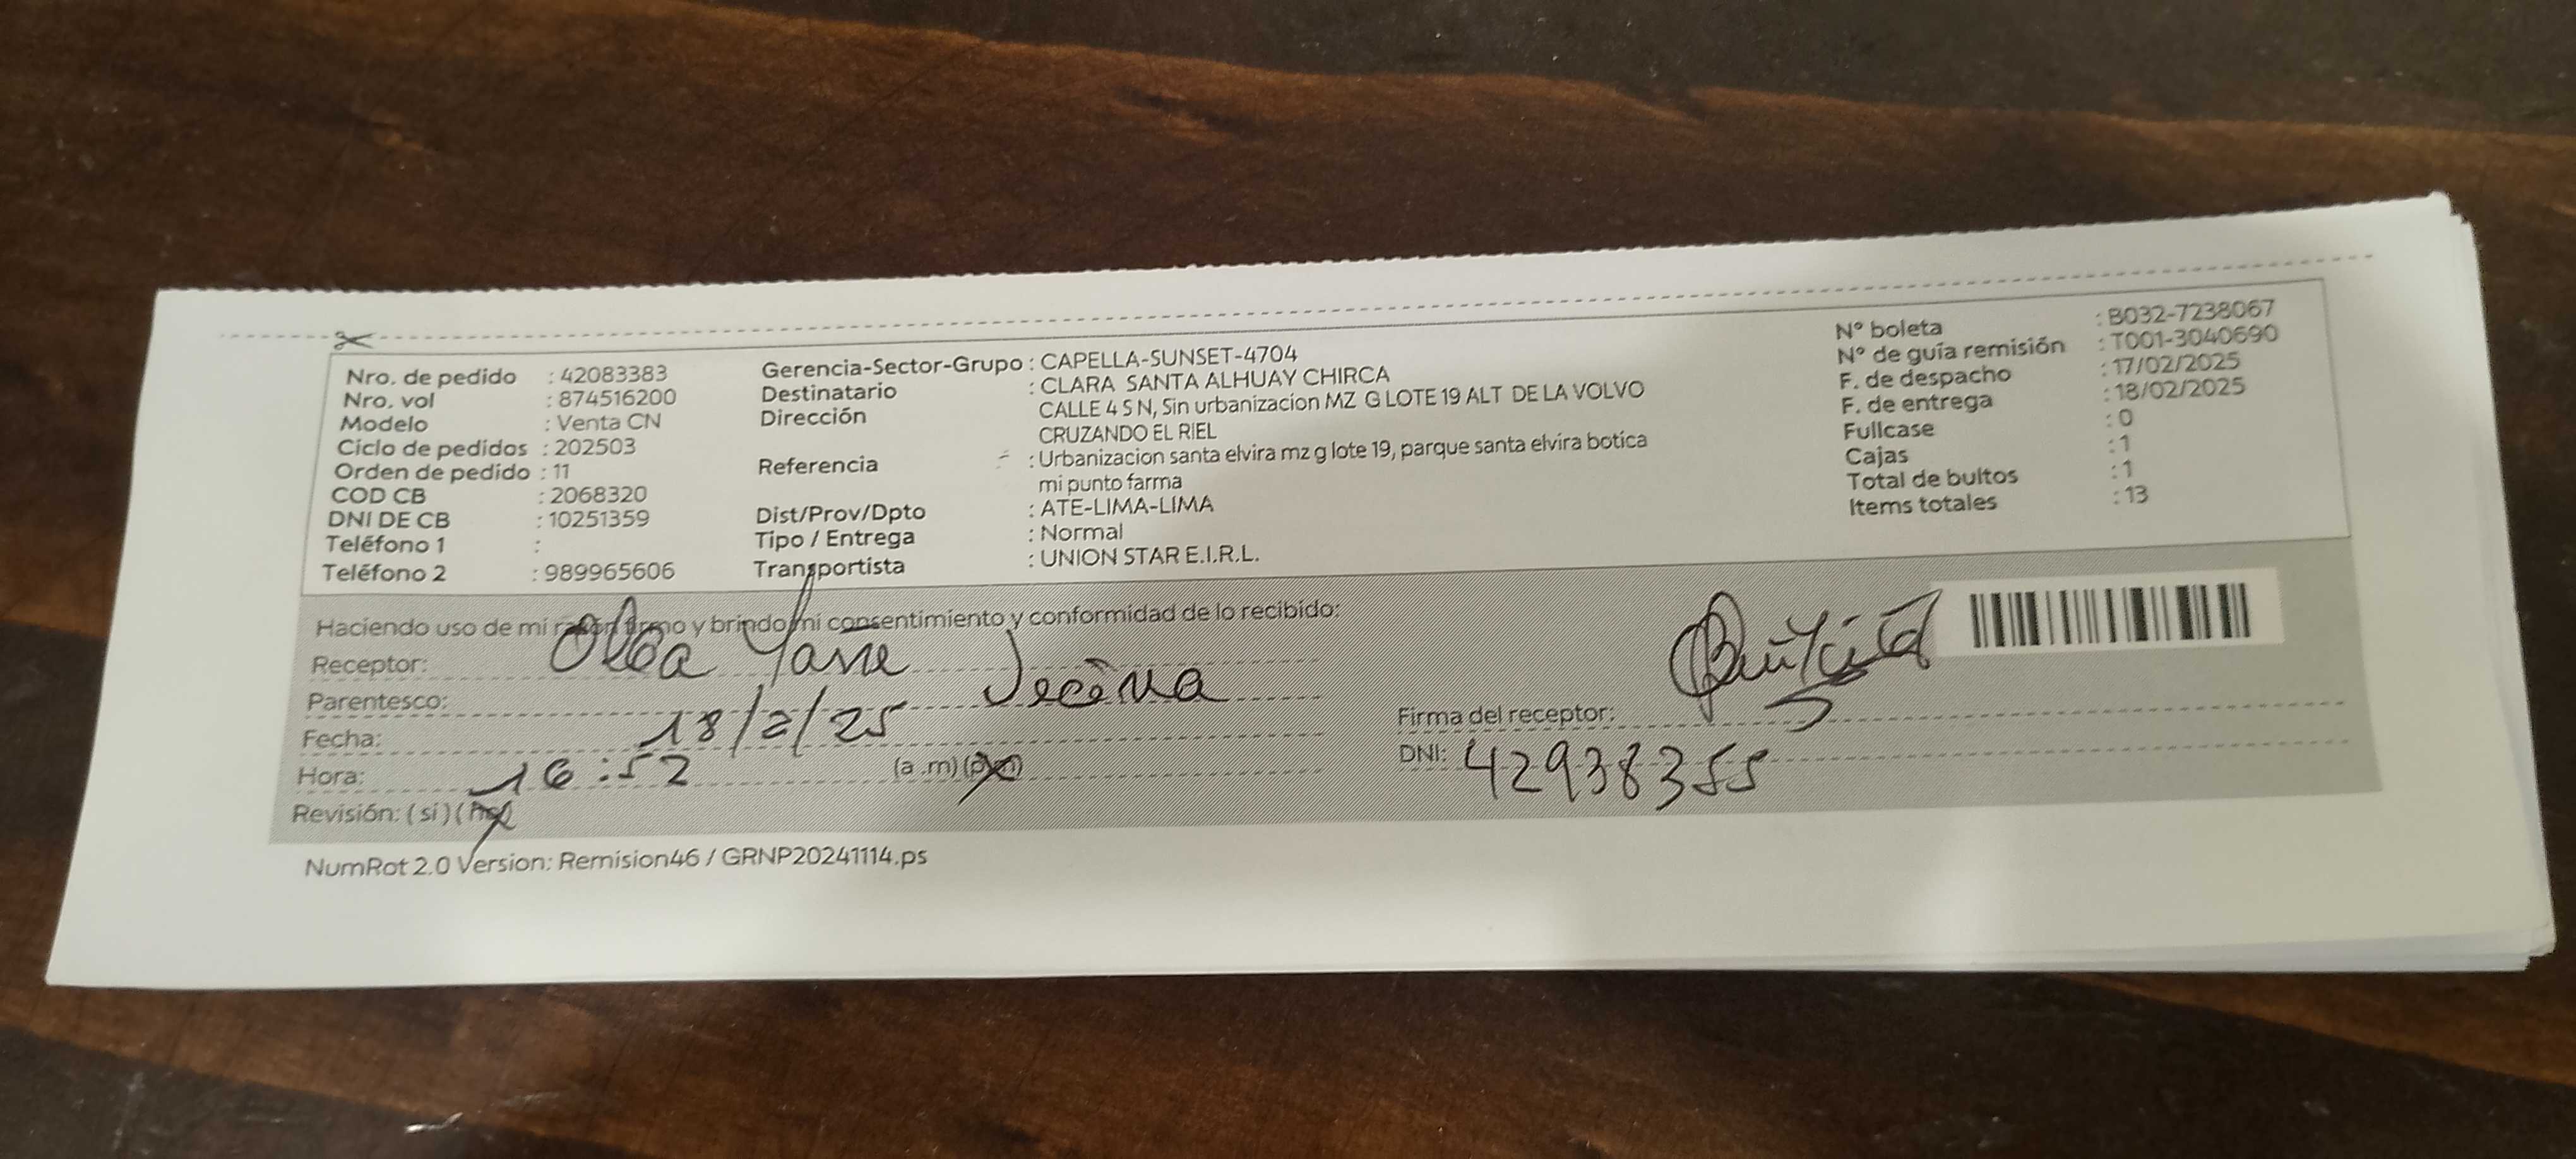 Nro. de pedido : 42083383
Nro. vol : 874516200
Modelo : Venta CN
Ciclo de pedidos : 202503
Orden de pedido : 11
COD CB : 2068320
DNI DE CB : 10251359
Teléfono 1 :
Teléfono 2 : 989965606
Gerencia-Sector-Grupo : CAPELLA-SUNSET-4704
Destinatario : CLARA SANTA ALHUAY CHIRCA
Dirección CALLE 4 S N, Sin urbanizacion MZ G LOTE 19 ALT DE LA VOLVO
CRUZANDO EL RIEL
Referencia : Urbanizacion santa elvira mz g lote 19, parque santa elvira botica
mi punto farma
Dist/Prov/Dpto : ATE-LIMA-LIMA
Tipo / Entrega : Normal
Transportista : UNION STAR E.I.R.L.
N° boleta : B032-7238067
N° de guía remisión : T001-3040690
F. de despacho : 17/02/2025
F. de entrega : 18/02/2025
Fullcase : 0
Cajas : 1
Total de bultos : 1
Items totales : 13
Haciendo uso de mi razón firmo y brindo mi consentimiento y conformidad de lo recibido:
Receptor:
Parentesco:
Fecha: 18/2/25
Hora: 16:52 (a .m) (p.m)
Revisión: ( si ) ( no )
Firma del receptor:
DNI: 42938355
NumRot 2.0 Version: Remision46 / GRNP20241114.ps